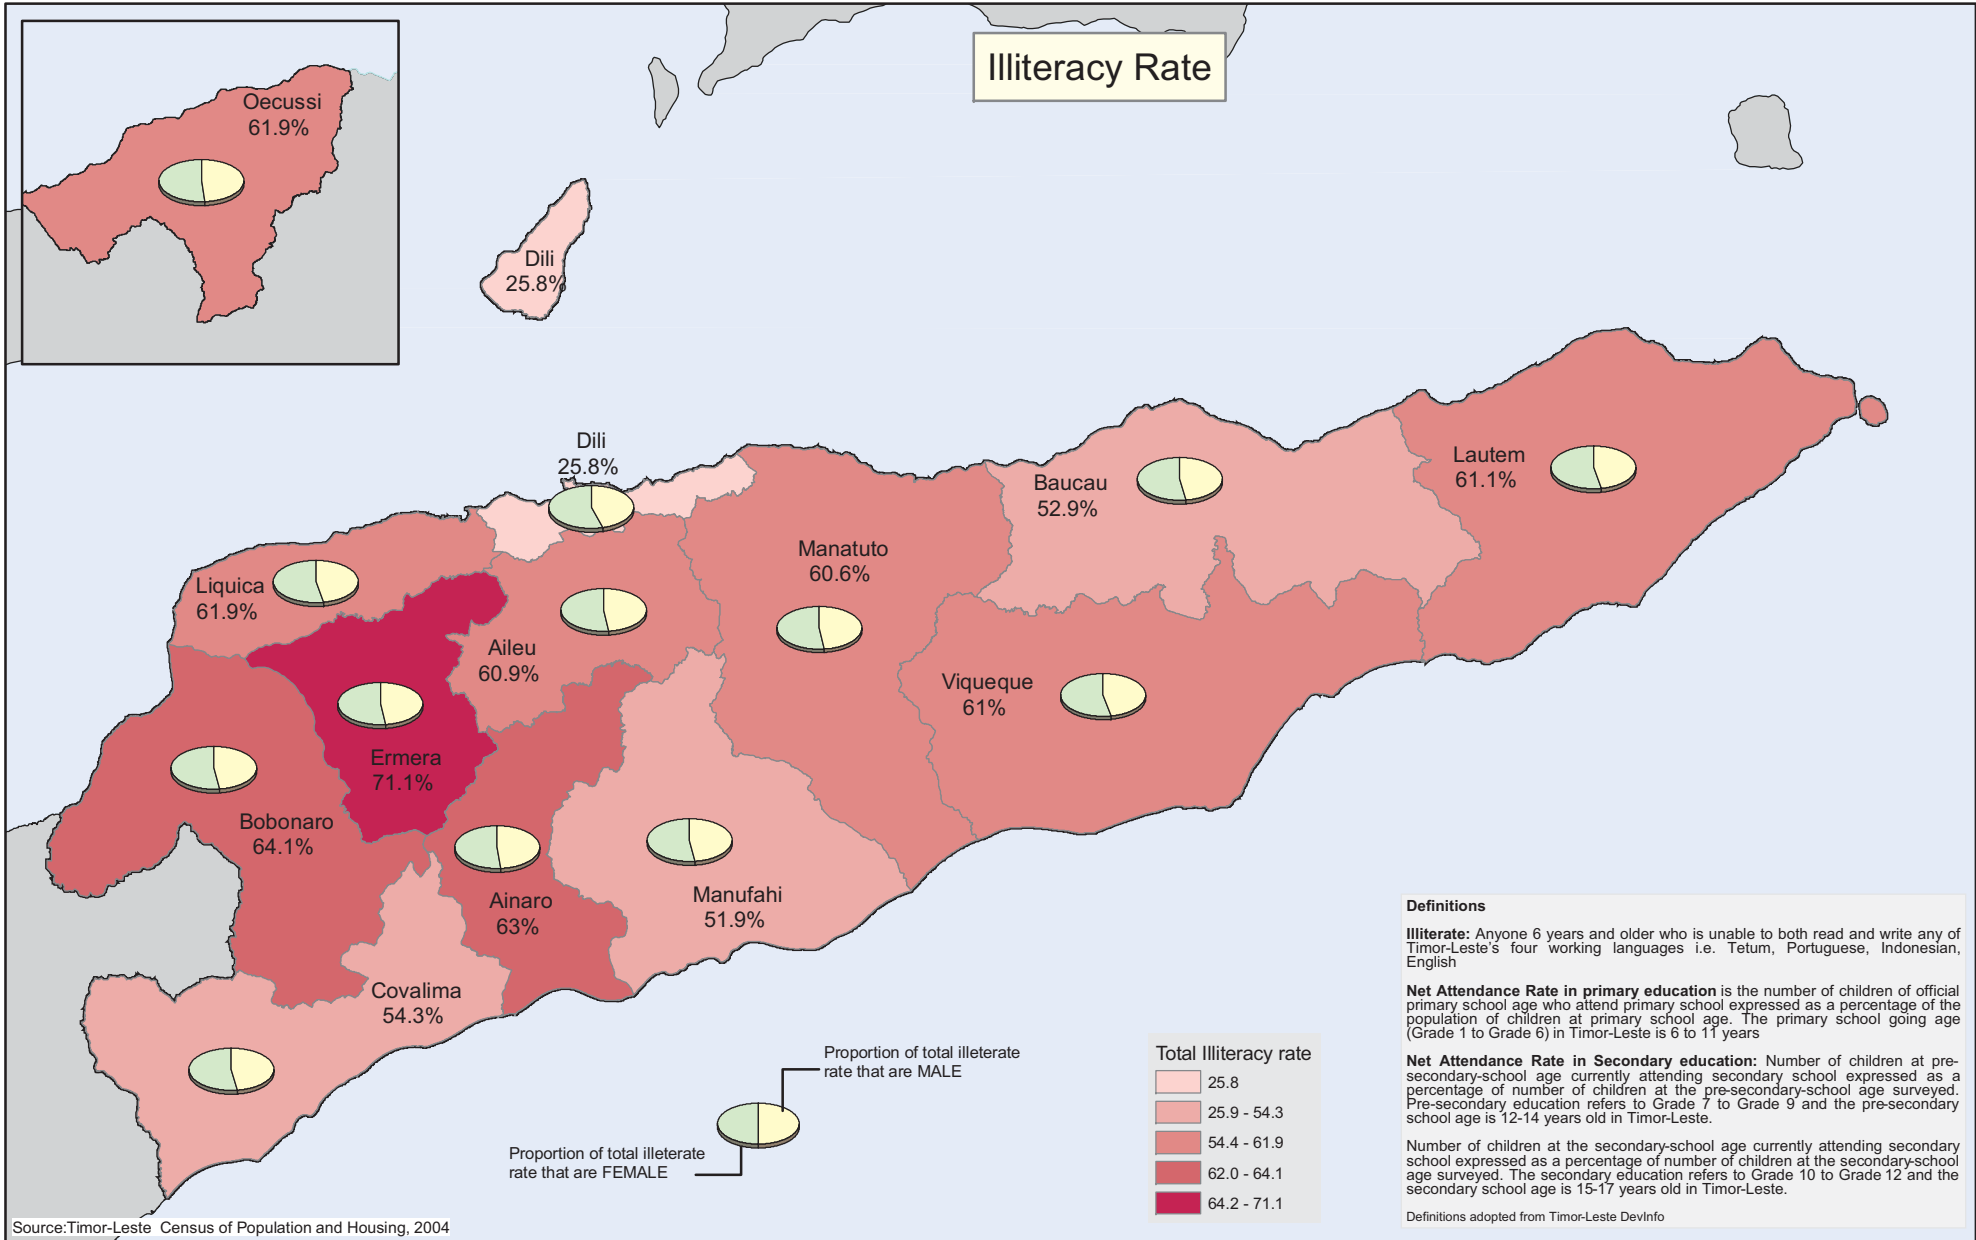 Illiteracy Rate
Oecussi
61.9%
Dili
25.8%
Dili
25.8%
Lautem
61.1%
Baucau
52.9%
Manatuto
60.6%
Liquica
61.9%
Aileu
60.9%
Viqueque
61%
Ermera
71.1%
Bobonaro
64.1%
Ainaro
63%
Manufahi
51.9%
Covalima
54.3%
Proportion of total illeterate
rate that are MALE
Proportion of total illeterate
rate that are FEMALE
Total Illiteracy rate
25.8
25.9 - 54.3
54.4 - 61.9
62.0 - 64.1
64.2 - 71.1
Definitions
Illiterate: Anyone 6 years and older who is unable to both read and write any of
Timor-Leste's four working languages i.e. Tetum, Portuguese, Indonesian,
English
Net Attendance Rate in primary education is the number of children of official
primary school age who attend primary school expressed as a percentage of the
population of children at primary school age. The primary school going age
(Grade 1 to Grade 6) in Timor-Leste is 6 to 11 years
Net Attendance Rate in Secondary education: Number of children at pre-
secondary-school age currently attending secondary school expressed as a
percentage of number of children at the pre-secondary-school age surveyed.
Pre-secondary education refers to Grade 7 to Grade 9 and the pre-secondary
school age is 12-14 years old in Timor-Leste.
Number of children at the secondary-school age currently attending secondary
school expressed as a percentage of number of children at the secondary-school
age surveyed. The secondary education refers to Grade 10 to Grade 12 and the
secondary school age is 15-17 years old in Timor-Leste.
Definitions adopted from Timor-Leste DevInfo
Source:Timor-Leste Census of Population and Housing, 2004